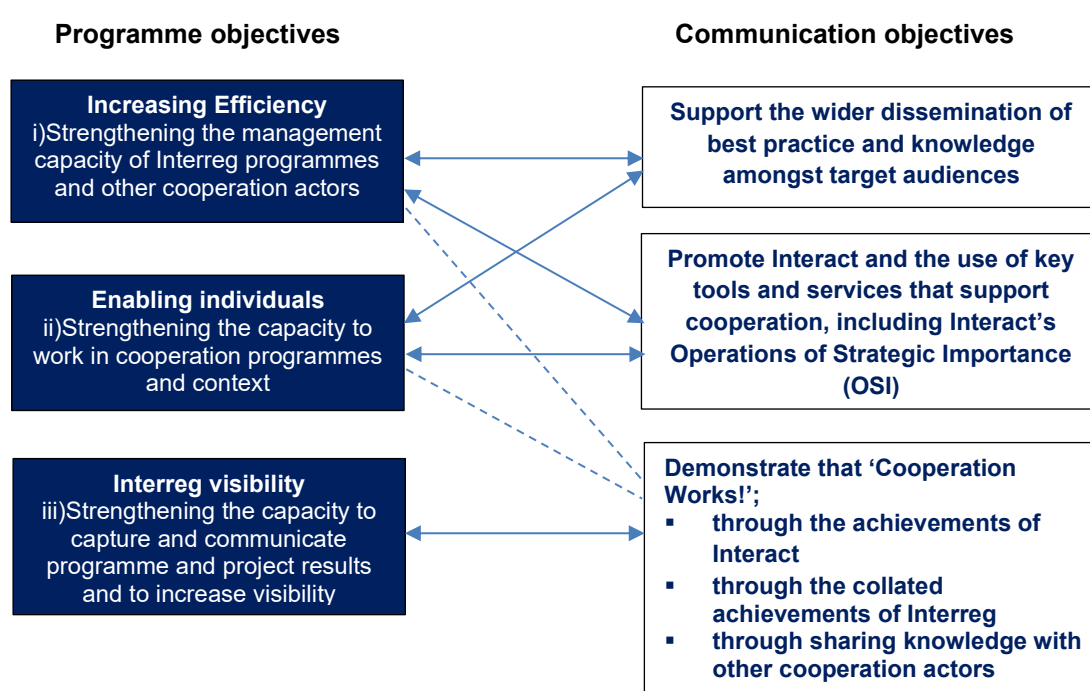 Programme objectives
Communication objectives
Increasing Efficiency
i)Strengthening the management
capacity of Interreg programmes
and other cooperation actors
Enabling individuals
ii)Strengthening the capacity to
work in cooperation programmes
and context
Interreg visibility
iii)Strengthening the capacity to
capture and communicate
programme and project results
and to increase visibility
Support the wider dissemination of
best practice and knowledge
amongst target audiences
Promote Interact and the use of key
tools and services that support
cooperation, including Interact’s
Operations of Strategic Importance
(OSI)
Demonstrate that ‘Cooperation
Works!’;
▪ through the achievements of
Interact
▪ through the collated
achievements of Interreg
▪ through sharing knowledge with
other cooperation actors